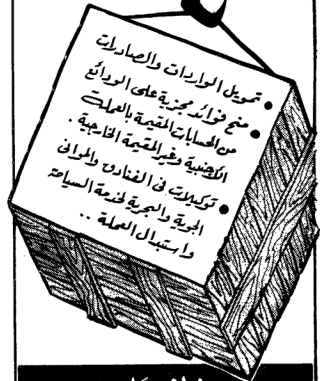 • تمويل الواردات والصادرات
• منح فوائد مجزية على الودائع
من الحسابات المقيمة بالعملة
الأجنبية وغير المقيمة الخارجية .
• توكيلات فى الفنادق والموانى
الجوية والبحرية لخدمة السياحة
واستبدال العملة ..